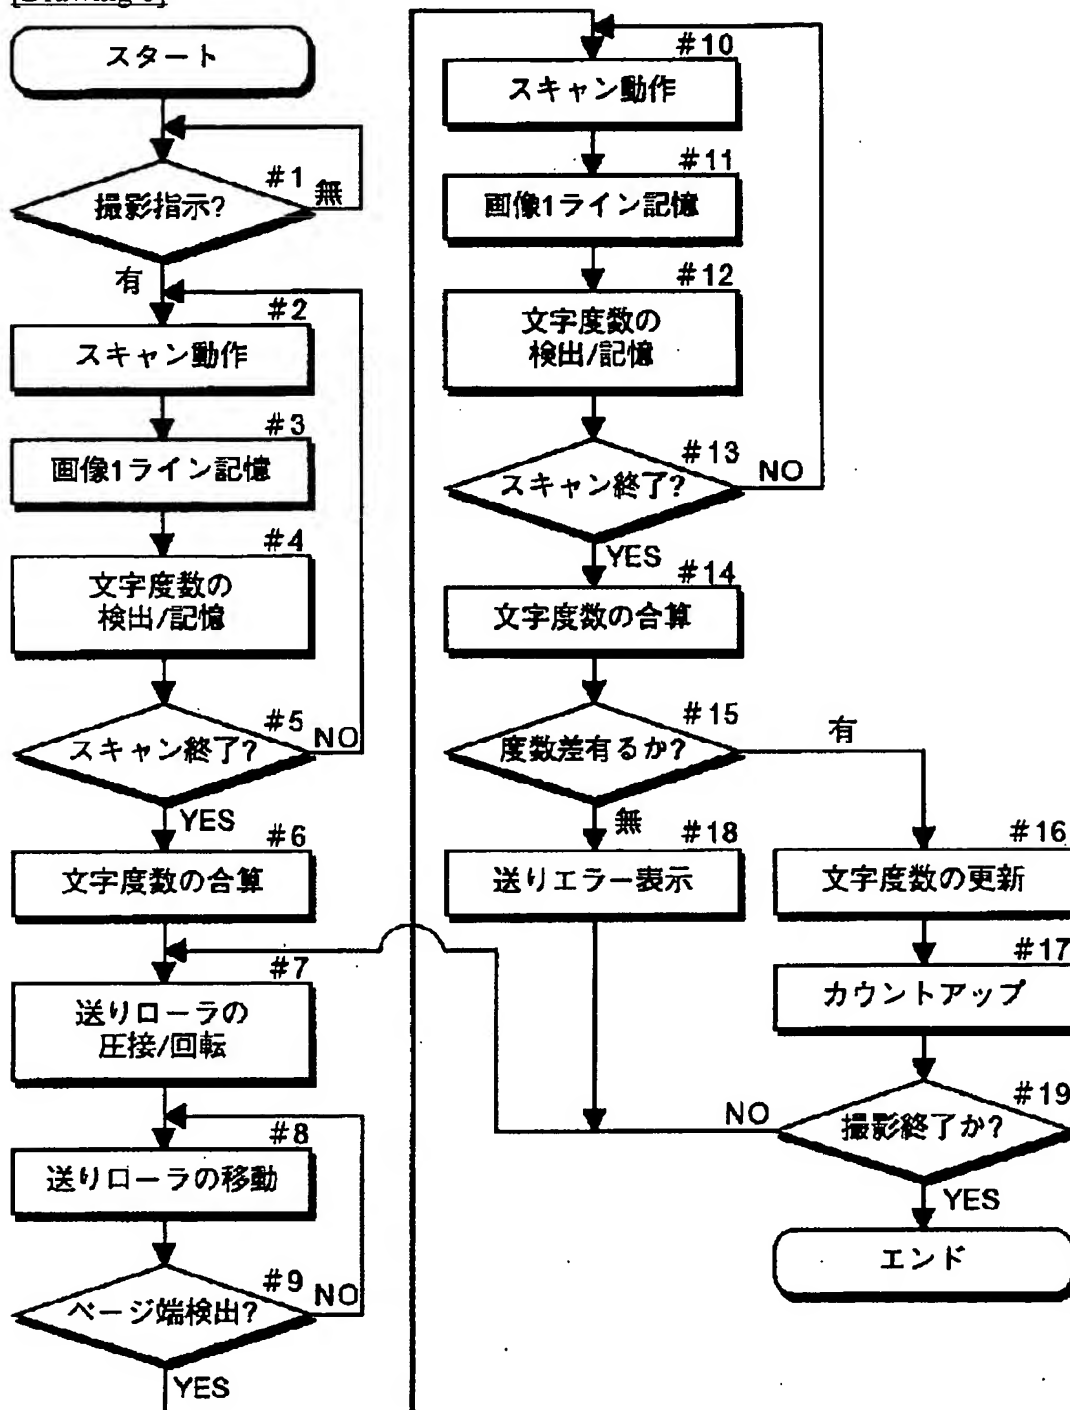 スタート
#1
撮影指示?
無
有
#2
スキャン動作
#3
画像1ライン記憶
#4
文字度数の
検出/記憶
#5
スキャン終了?
NO
YES
#6
文字度数の合算
#7
送りローラの
圧接/回転
#8
送りローラの移動
#9
ページ端検出?
NO
YES
#10
スキャン動作
#11
画像1ライン記憶
#12
文字度数の
検出/記憶
#13
スキャン終了?
NO
YES
#14
文字度数の合算
#15
度数差有るか?
有
無
#18
送りエラー表示
#16
文字度数の更新
#17
カウントアップ
#19
撮影終了か?
NO
YES
エンド